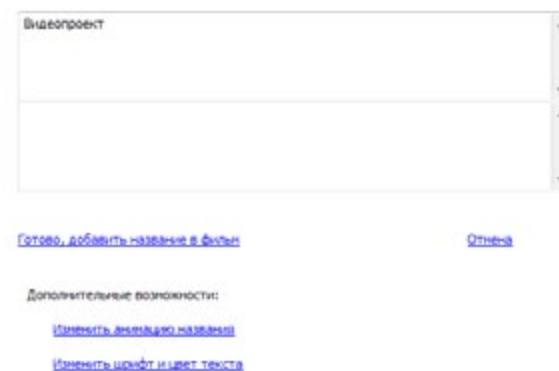 Видеопроект
Готово, добавить название в фильм
Отмена
Дополнительные возможности:
Изменить анимацию названия
Изменить шрифт и цвет текста